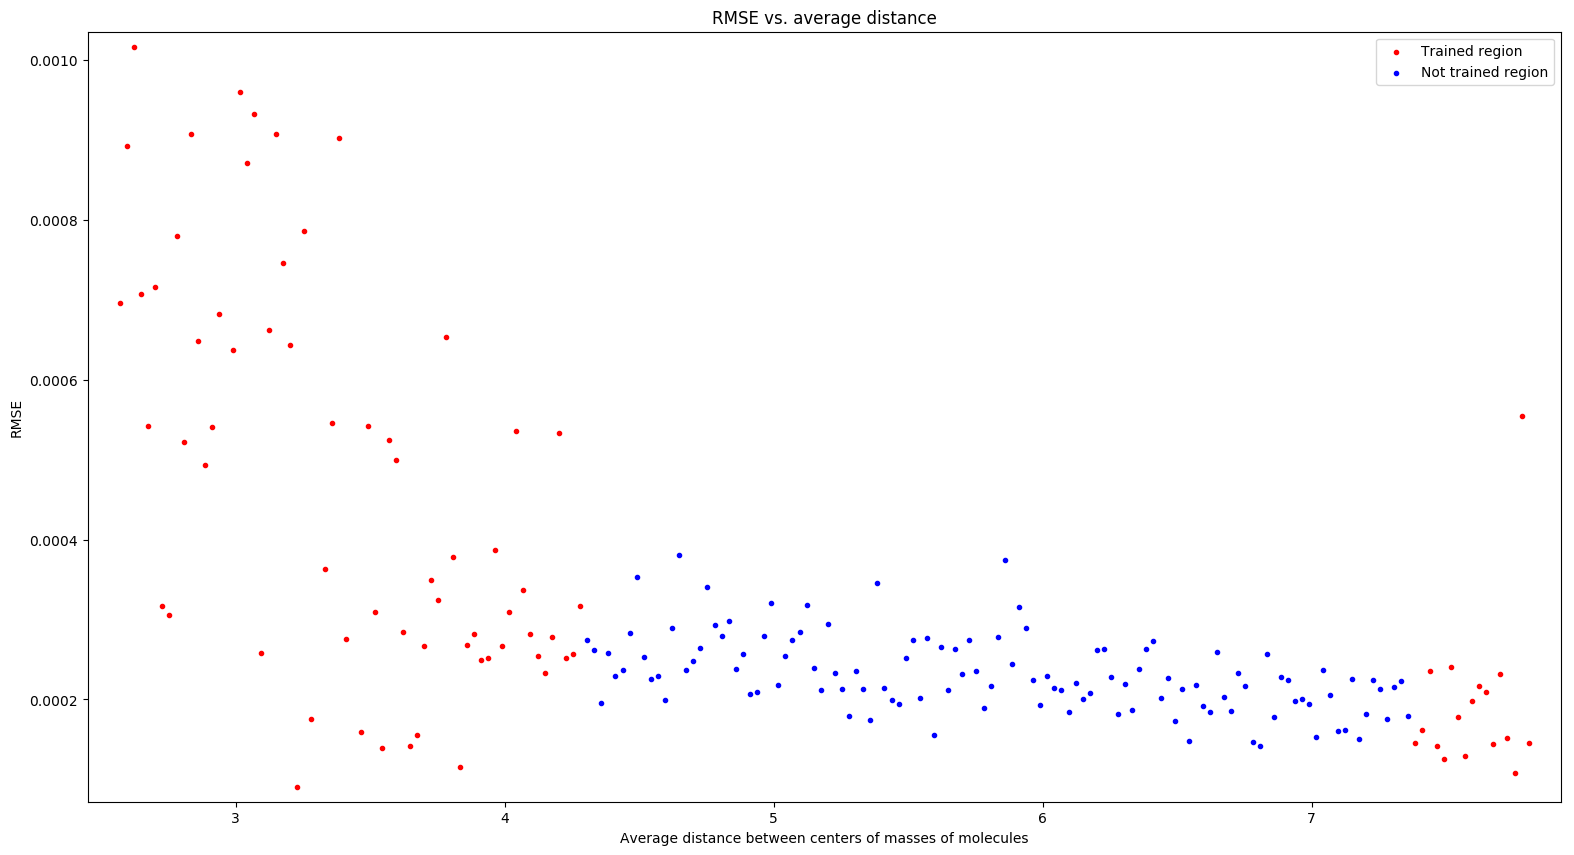 RMSE vs. average distance
Trained region
Not trained region
RMSE
0.0010
0.0008
0.0006
0.0004
0.0002
3 4 5 6 7
Average distance between centers of masses of molecules